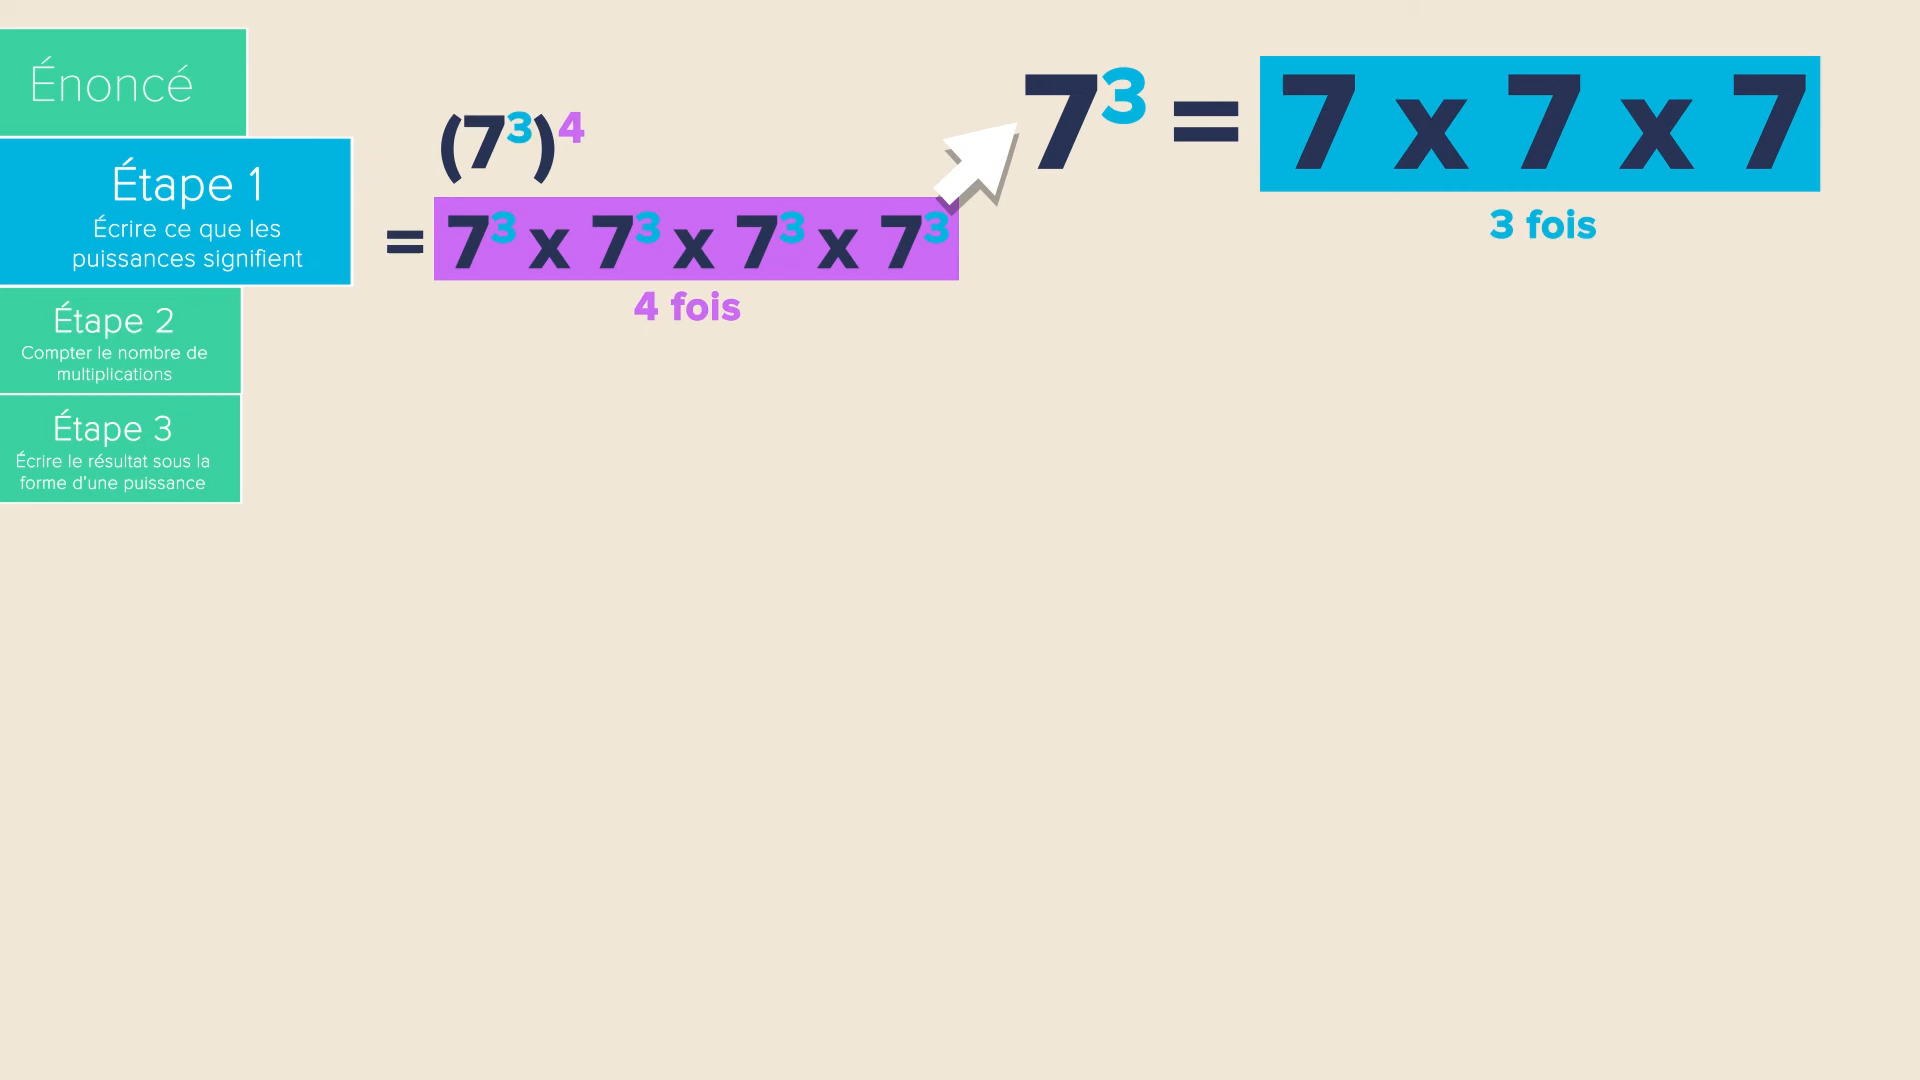 Énoncé
Étape 1
Écrire ce que les
puissances signifient
Étape 2
Compter le nombre de
multiplications
Étape 3
Écrire le résultat sous la
forme d'une puissance
(7³)⁴
= 7³ x 7³ x 7³ x 7³
4 fois
7³ = 7 x 7 x 7
3 fois